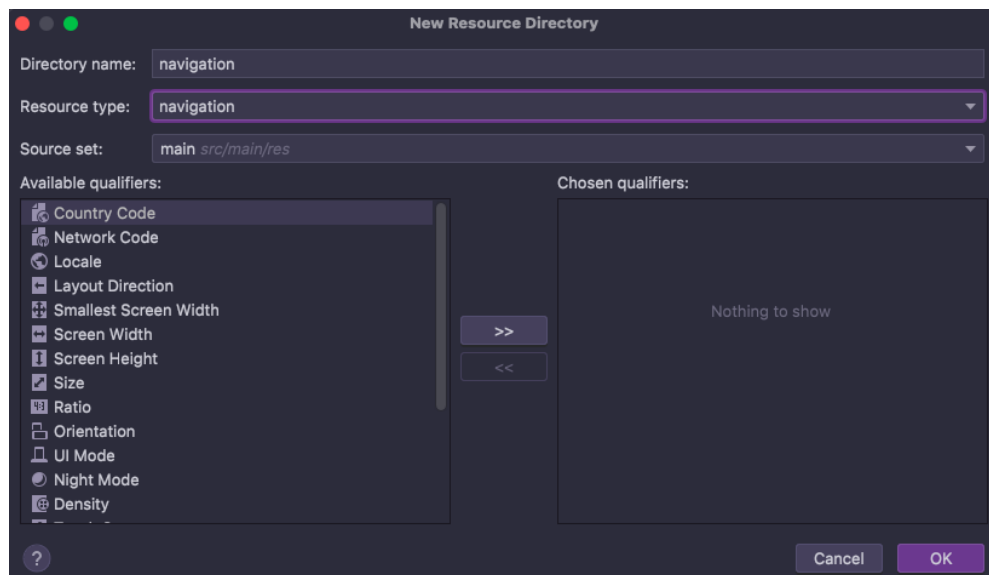 New Resource Directory
Directory name: navigation
Resource type: navigation
Source set: main src/main/res
Available qualifiers:
Chosen qualifiers:
Country Code
Network Code
Locale
Layout Direction
Smallest Screen Width
Screen Width
Screen Height
Size
Ratio
Orientation
UI Mode
Night Mode
Density
>>
<<
Nothing to show
?
Cancel
OK